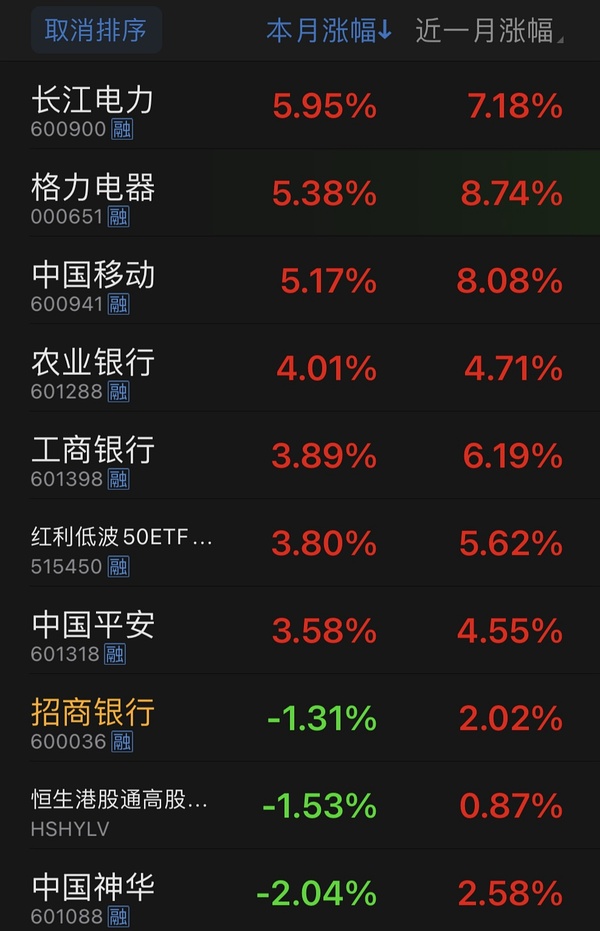 取消排序 本月涨幅↓ 近一月涨幅
长江电力 5.95% 7.18%
600900 融
格力电器 5.38% 8.74%
000651 融
中国移动 5.17% 8.08%
600941 融
农业银行 4.01% 4.71%
601288 融
工商银行 3.89% 6.19%
601398 融
红利低波50ETF... 3.80% 5.62%
515450 融
中国平安 3.58% 4.55%
601318 融
招商银行 -1.31% 2.02%
600036 融
恒生港股通高股... -1.53% 0.87%
HSHYLV
中国神华 -2.04% 2.58%
601088 融